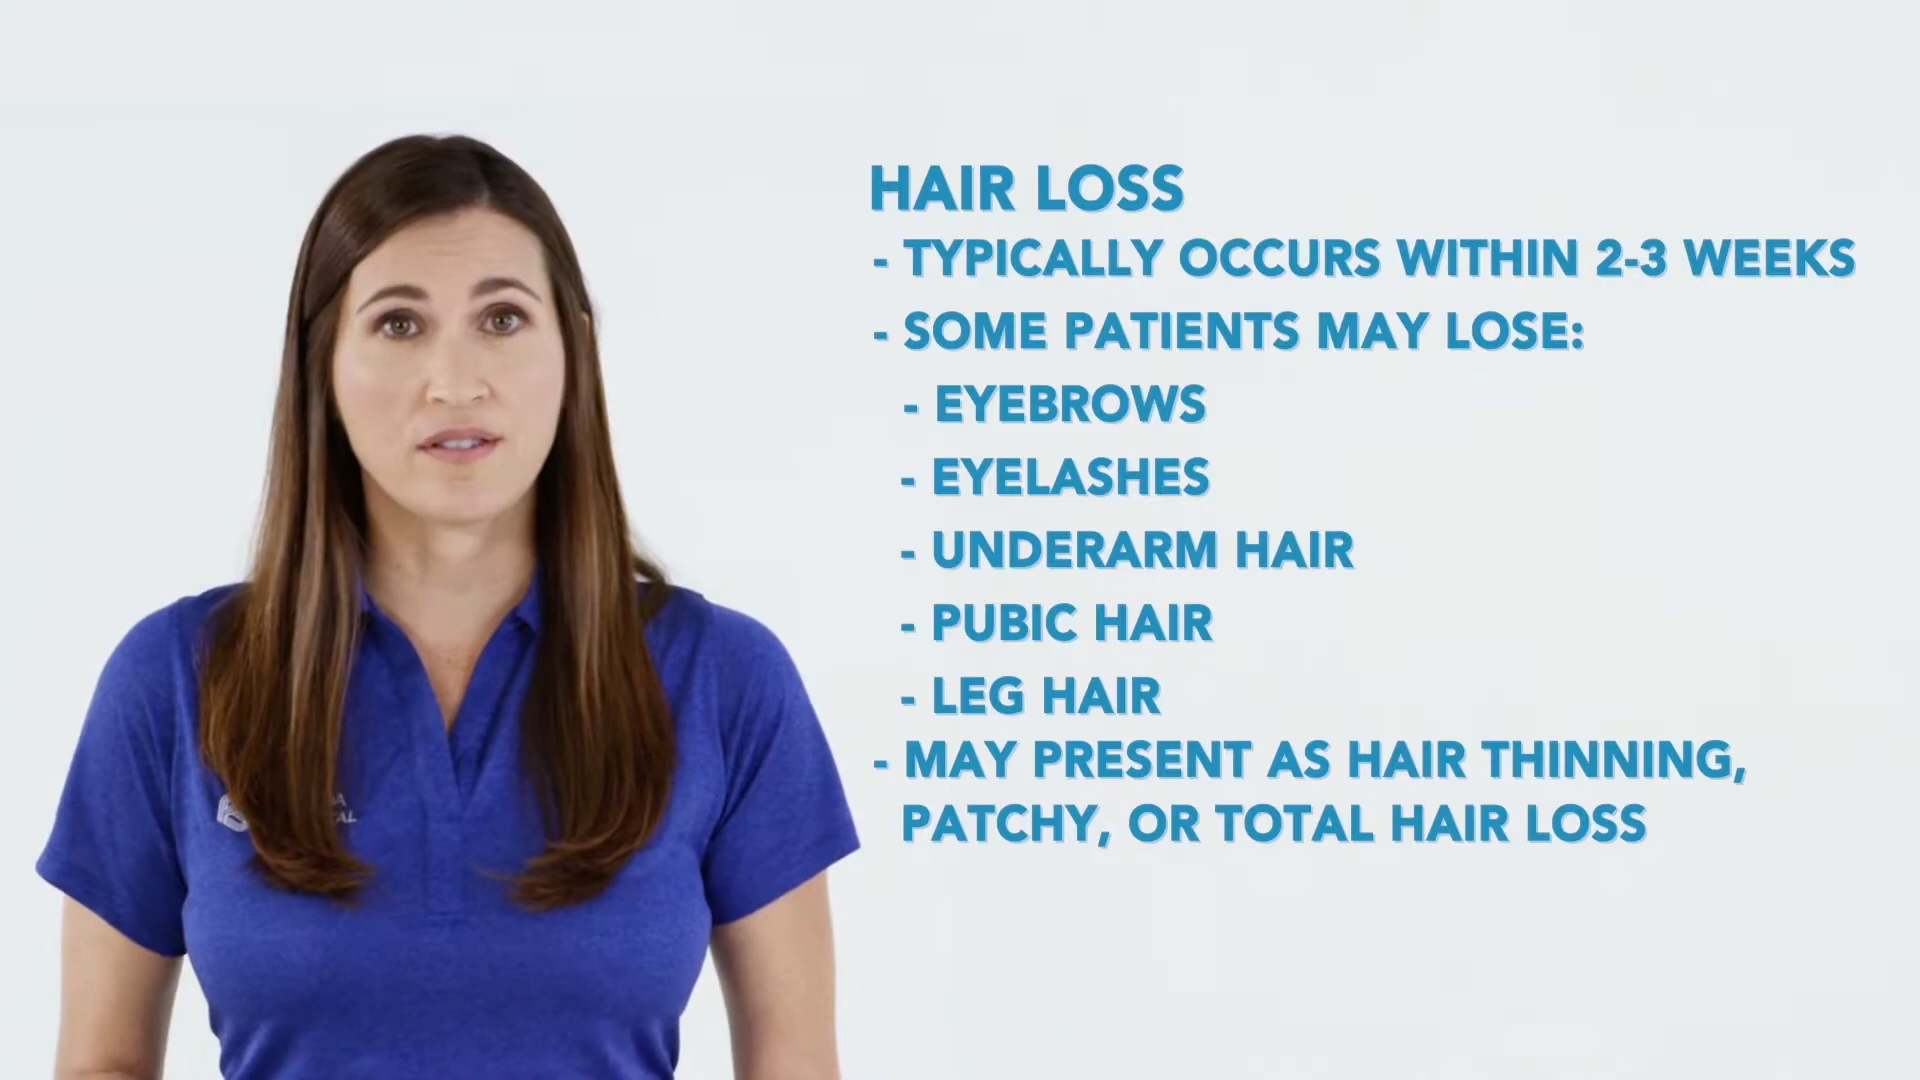 HAIR LOSS
- TYPICALLY OCCURS WITHIN 2-3 WEEKS
- SOME PATIENTS MAY LOSE:
- EYEBROWS
- EYELASHES
- UNDERARM HAIR
- PUBIC HAIR
- LEG HAIR
- MAY PRESENT AS HAIR THINNING,
PATCHY, OR TOTAL HAIR LOSS